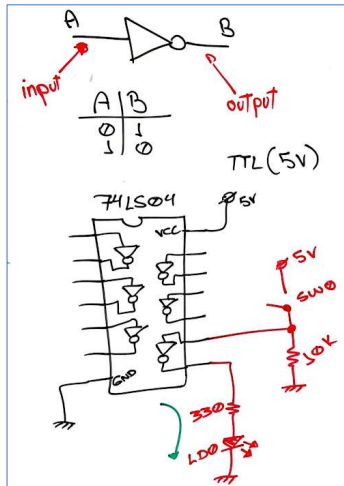 A B
input
output
A B
0 1
1 0
TTL (5V)
74LS04
VCC
5V
5V
SW0
10K
GND
330
LD0